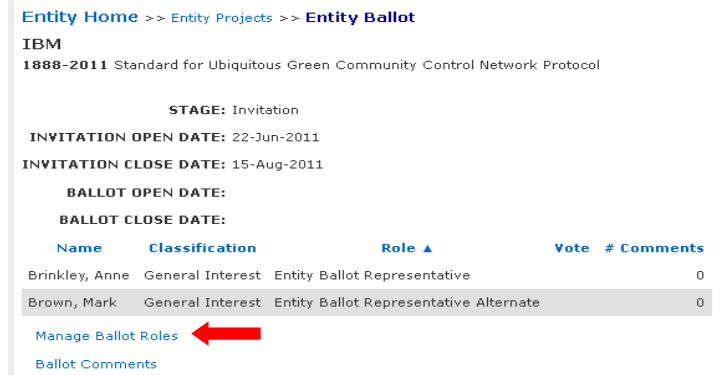 Entity Home >> Entity Projects >> Entity Ballot
IBM
1888-2011 Standard for Ubiquitous Green Community Control Network Protocol
STAGE: Invitation
INVITATION OPEN DATE: 22-Jun-2011
INVITATION CLOSE DATE: 15-Aug-2011
BALLOT OPEN DATE:
BALLOT CLOSE DATE:
Name Classification Role ▲ Vote # Comments
Brinkley, Anne General Interest Entity Ballot Representative 0
Brown, Mark General Interest Entity Ballot Representative Alternate 0
Manage Ballot Roles
Ballot Comments